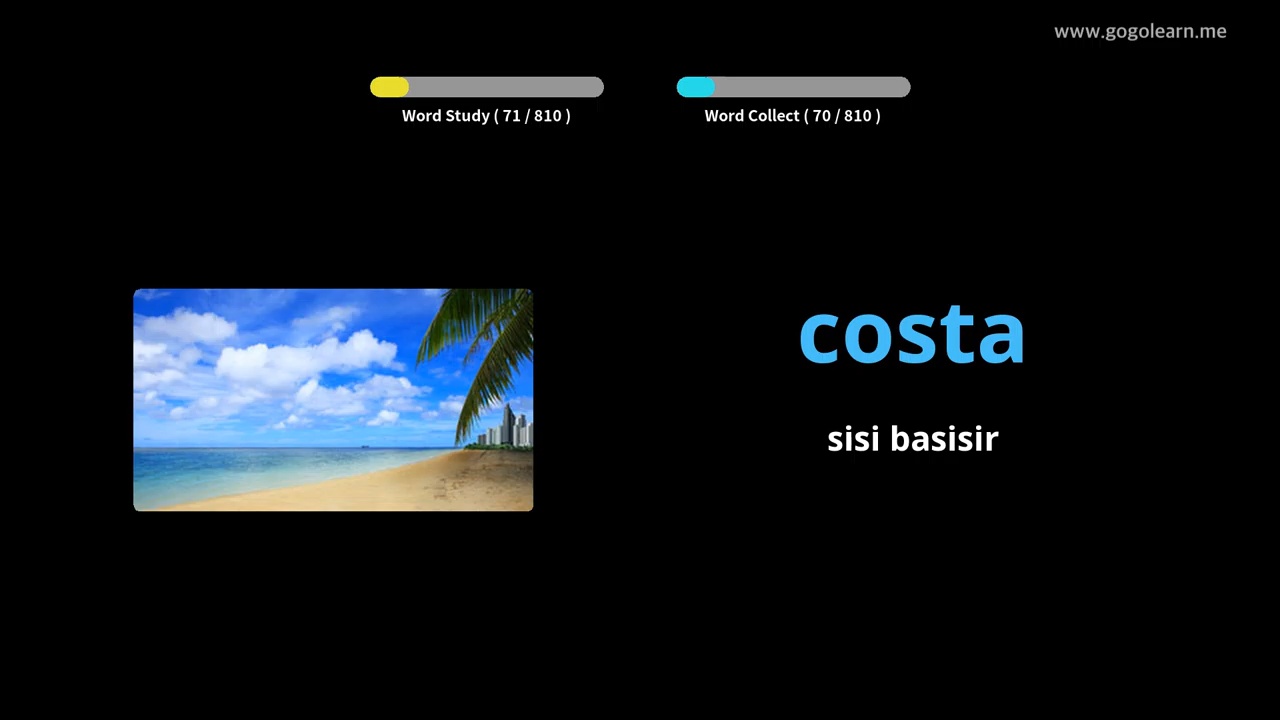 www.gogolearn.me
Word Study ( 71 / 810 )
Word Collect ( 70 / 810 )
costa
sisi basisir